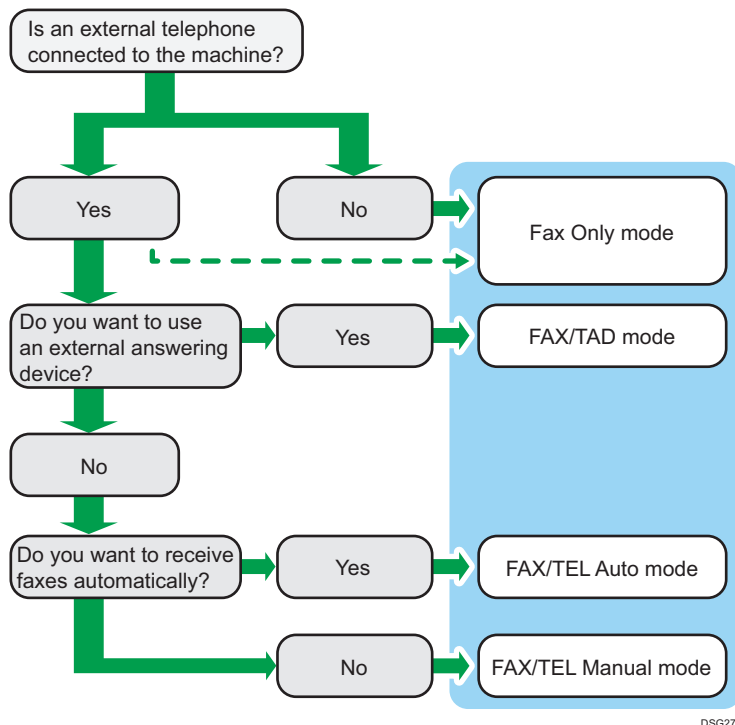 Is an external telephone
connected to the machine?
Yes
No
Fax Only mode
Do you want to use
an external answering
device?
Yes
FAX/TAD mode
No
Do you want to receive
faxes automatically?
Yes
FAX/TEL Auto mode
No
FAX/TEL Manual mode
DSG27